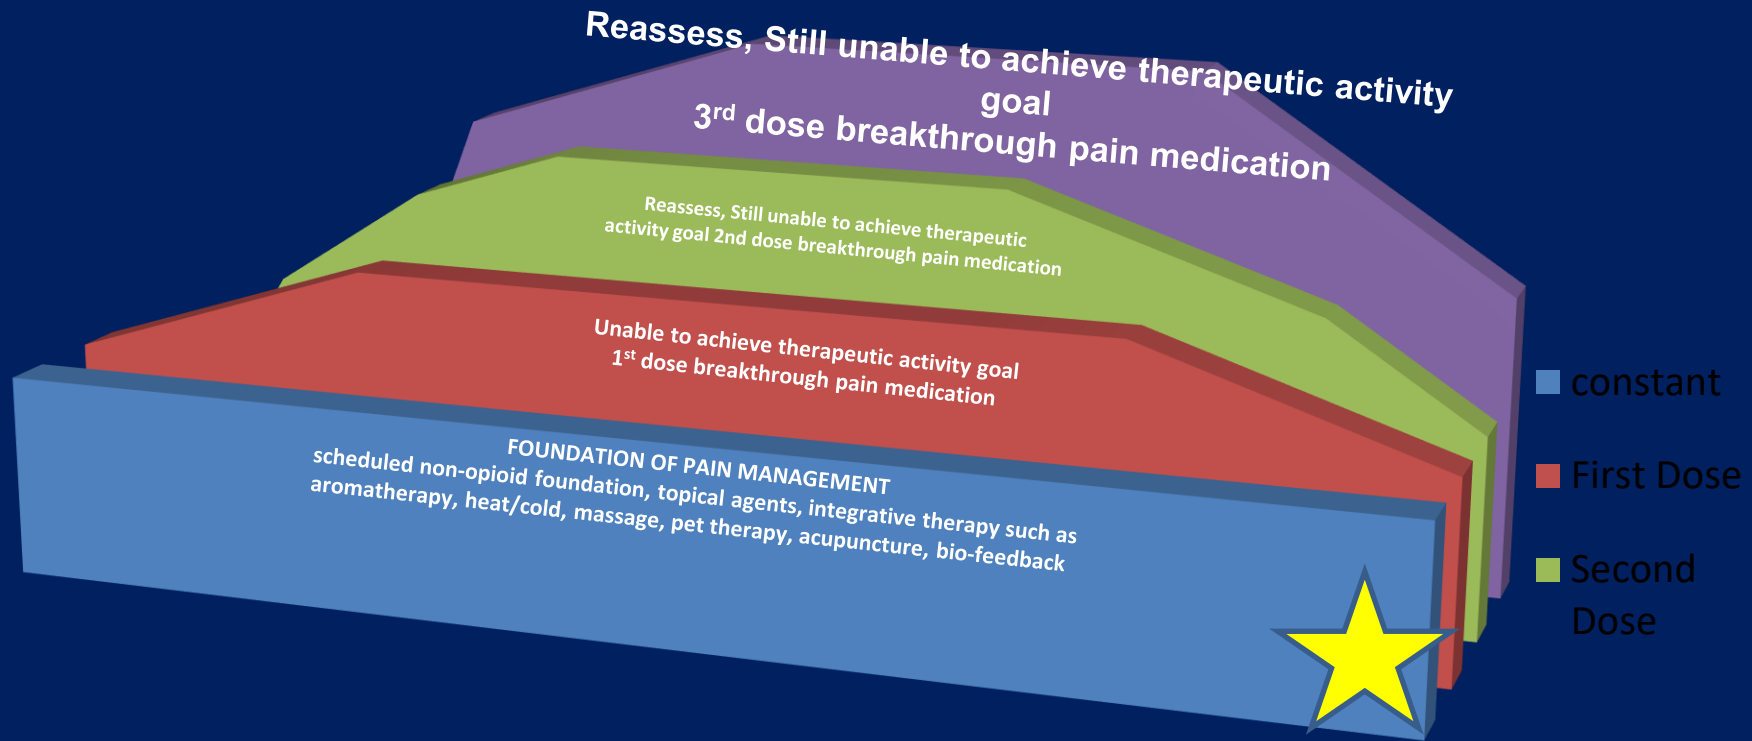 Reassess, Still unable to achieve therapeutic activity
goal
3rd dose breakthrough pain medication
Reassess, Still unable to achieve therapeutic
activity goal 2nd dose breakthrough pain medication
Unable to achieve therapeutic activity goal
1st dose breakthrough pain medication
FOUNDATION OF PAIN MANAGEMENT
scheduled non-opioid foundation, topical agents, integrative therapy such as
aromatherapy, heat/cold, massage, pet therapy, acupuncture, bio-feedback
constant
First Dose
Second
Dose